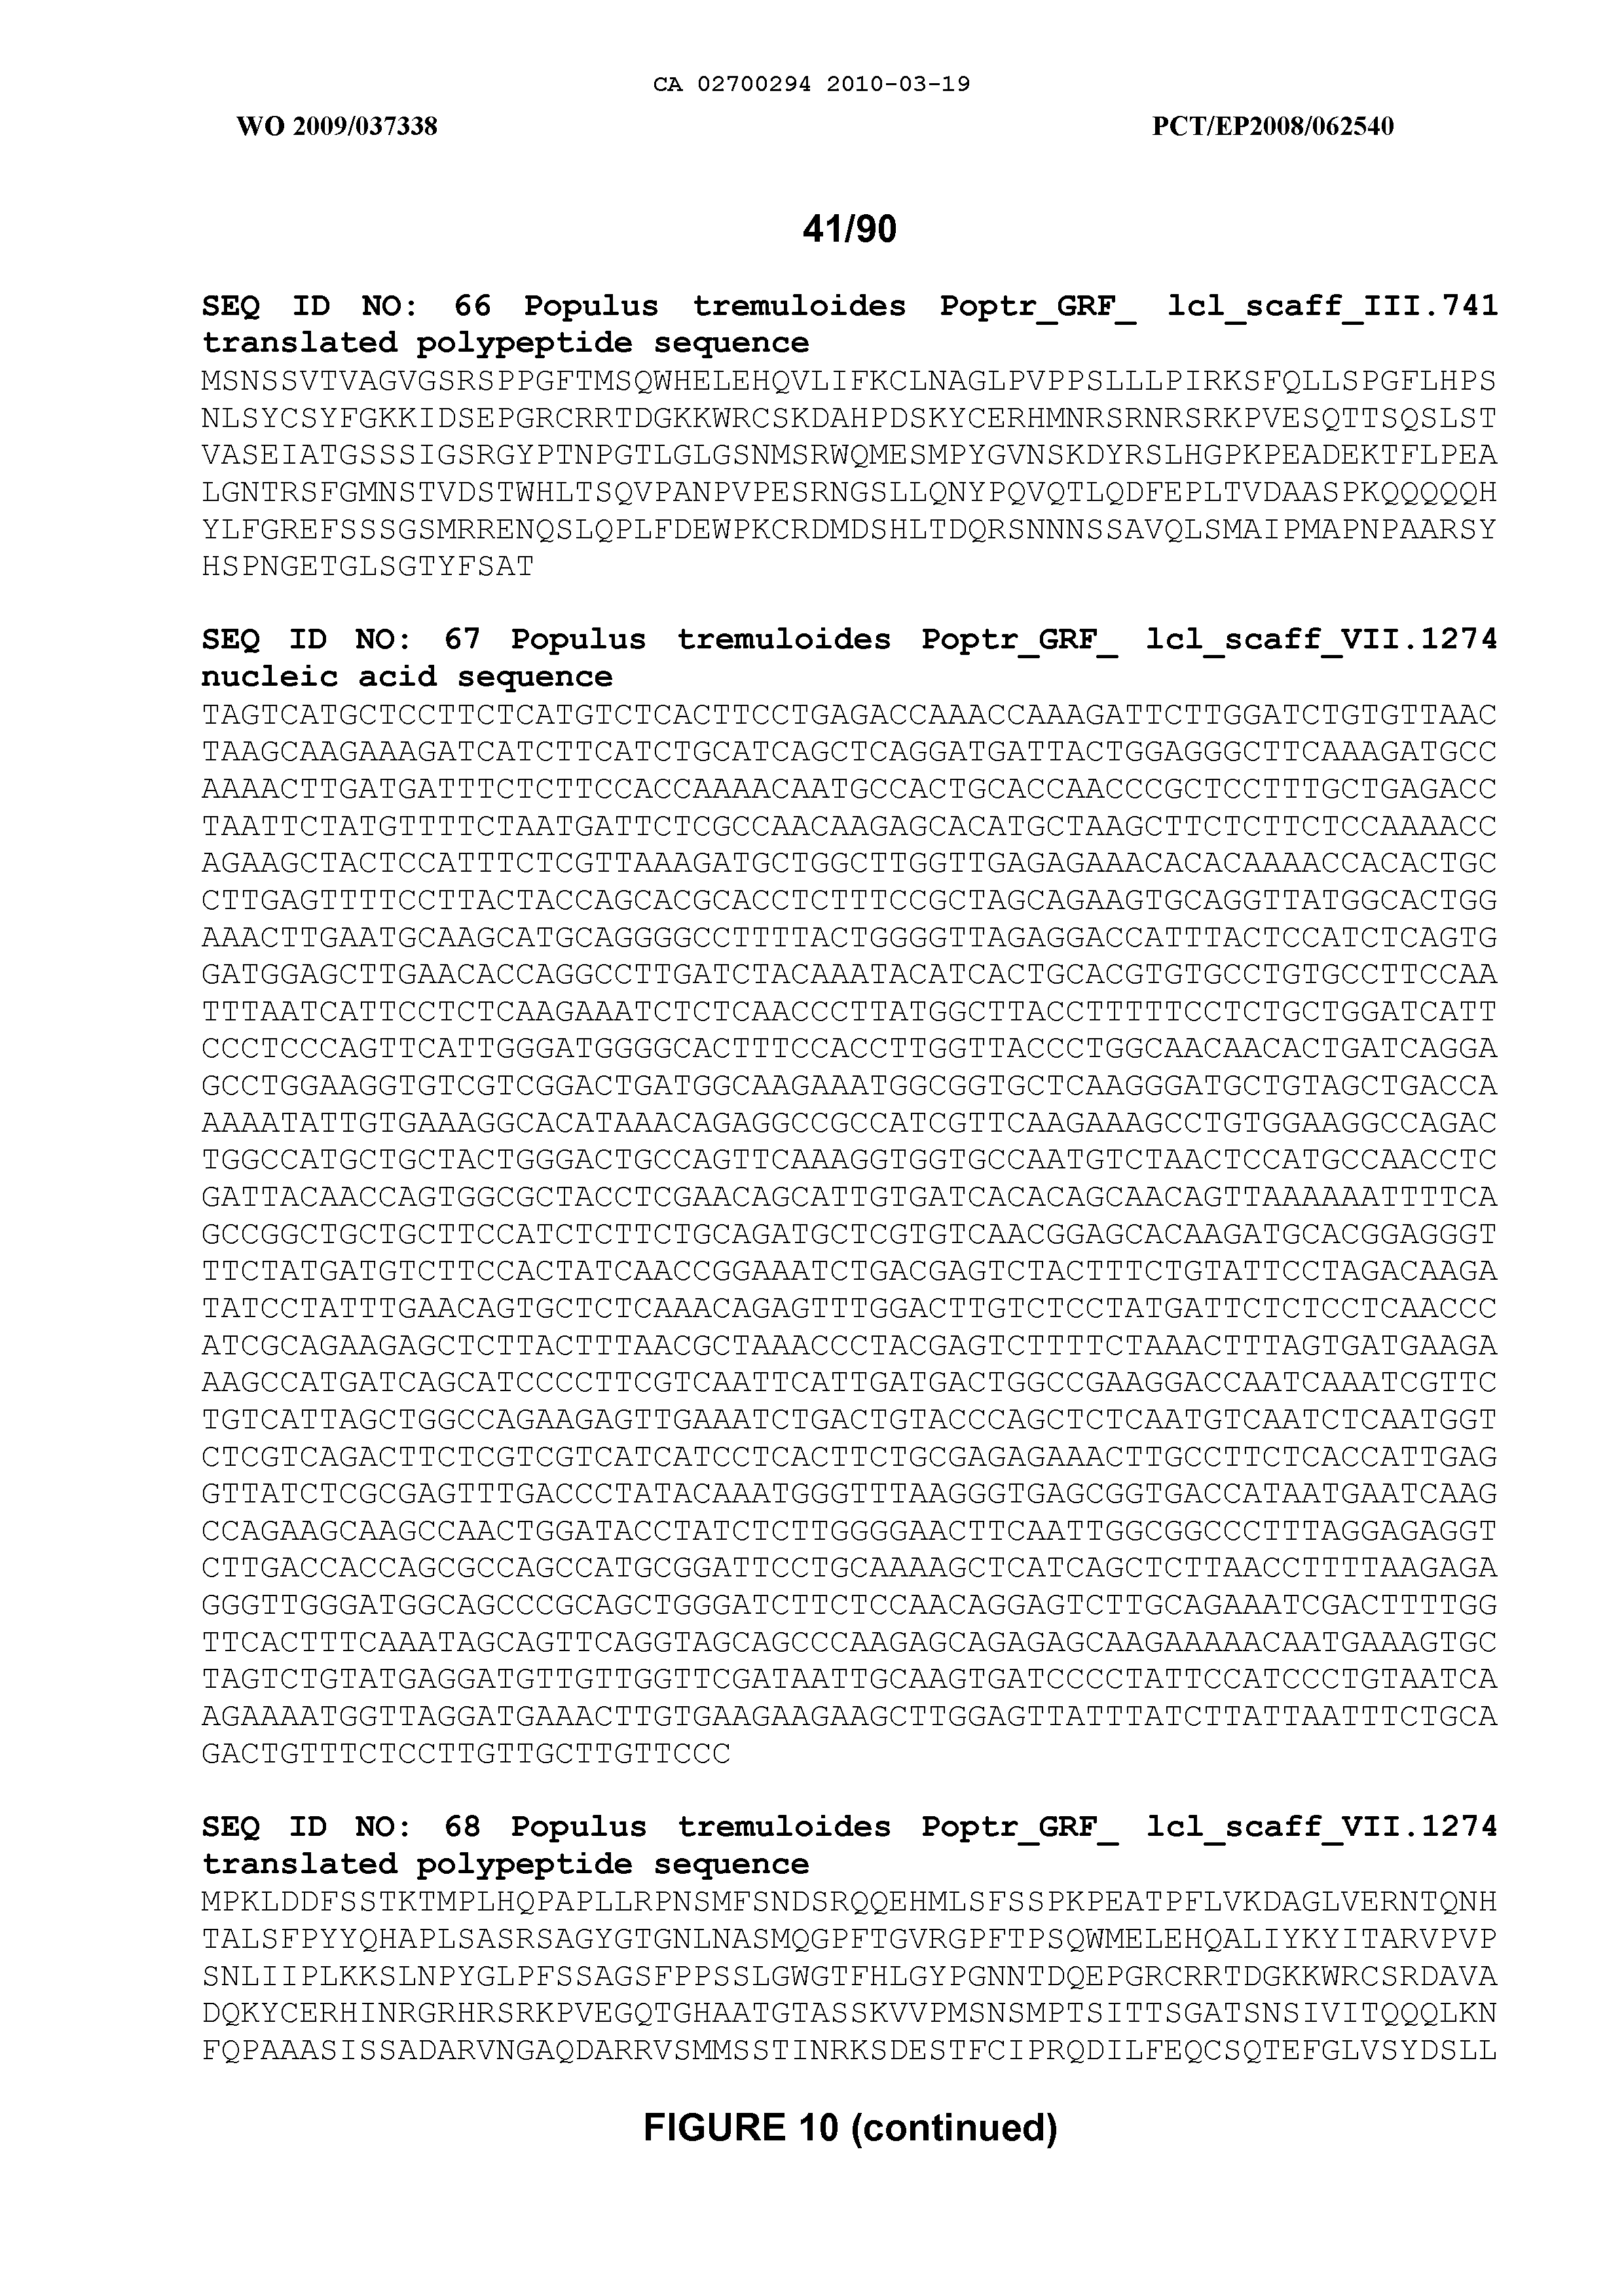 CA 02700294 2010-03-19
WO 2009/037338 PCT/EP2008/062540
41/90
SEQ ID NO: 66 Populus tremuloides Poptr_GRF_ lcl_scaff_III.741
translated polypeptide sequence
MSNSSVTVAGVGSRSPPGFTMSQWHELEHQVLIFKCLNAGLPVPPSLLLPIRKSFQLLSPGFLHPS
NLSYCSYFGKKIDSEPGRCRRTDGKKWRCSKDAHPDSKYCERHMNRSRNRSRKPVESQTTSQSLST
VASEIATGSSSIGSRGYPTNPGTLGLGSNMSRWQMESMPYGVNSKDYRSLHGPKPEADEKTFLPEA
LGNTRSFGMNSTVDSTWHLTSQVPANPVPESRNGSLLQNYPQVQTLQDFEPLTVDAASPKQQQQQH
YLFGREFSSSGSMRRENQSLQPLFDEWPKCRDMDSHLTDQRSNNNSSAVQLSMAIPMAPNPAARSY
HSPNGETGLSGTYFSAT
SEQ ID NO: 67 Populus tremuloides Poptr_GRF_ lcl_scaff_VII.1274
nucleic acid sequence
TAGTCATGCTCCTTCTCATGTCTCACTTCCTGAGACCAAACCAAAGATTCTTGGATCTGTGTTAAC
TAAGCAAGAAAGATCATCTTCATCTGCATCAGCTCAGGATGATTACTGGAGGGCTTCAAAGATGCC
AAAACTTGATGATTTCTCTTCCACCAAAACAATGCCACTGCACCAACCCGCTCCTTTGCTGAGACC
TAATTCTATGTTTTCTAATGATTCTCGCCAACAAGAGCACATGCTAAGCTTCTCTTCTCCAAAACC
AGAAGCTACTCCATTTCTCGTTAAAGATGCTGGCTTGGTTGAGAGAAACACACAAAACCACACTGC
CTTGAGTTTTCCTTACTACCAGCACGCACCTCTTTCCGCTAGCAGAAGTGCAGGTTATGGCACTGG
AAACTTGAATGCAAGCATGCAGGGGCCTTTTACTGGGGTTAGAGGACCATTTACTCCATCTCAGTG
GATGGAGCTTGAACACCAGGCCTTGATCTACAAATACATCACTGCACGTGTGCCTGTGCCTTCCAA
TTTAATCATTCCTCTCAAGAAATCTCTCAACCCTTATGGCTTACCTTTTTCCTCTGCTGGATCATT
CCCTCCCAGTTCATTGGGATGGGGCACTTTCCACCTTGGTTACCCTGGCAACAACACTGATCAGGA
GCCTGGAAGGTGTCGTCGGACTGATGGCAAGAAATGGCGGTGCTCAAGGGATGCTGTAGCTGACCA
AAAATATTGTGAAAGGCACATAAACAGAGGCCGCCATCGTTCAAGAAAGCCTGTGGAAGGCCAGAC
TGGCCATGCTGCTACTGGGACTGCCAGTTCAAAGGTGGTGCCAATGTCTAACTCCATGCCAACCTC
GATTACAACCAGTGGCGCTACCTCGAACAGCATTGTGATCACACAGCAACAGTTAAAAAATTTTCA
GCCGGCTGCTGCTTCCATCTCTTCTGCAGATGCTCGTGTCAACGGAGCACAAGATGCACGGAGGGT
TTCTATGATGTCTTCCACTATCAACCGGAAATCTGACGAGTCTACTTTCTGTATTCCTAGACAAGA
TATCCTATTTGAACAGTGCTCTCAAACAGAGTTTGGACTTGTCTCCTATGATTCTCTCCTCAACCC
ATCGCAGAAGAGCTCTTACTTTAACGCTAAACCCTACGAGTCTTTTCTAAACTTTAGTGATGAAGA
AAGCCATGATCAGCATCCCCTTCGTCAATTCATTGATGACTGGCCGAAGGACCAATCAAATCGTTC
TGTCATTAGCTGGCCAGAAGAGTTGAAATCTGACTGTACCCAGCTCTCAATGTCAATCTCAATGGT
CTCGTCAGACTTCTCGTCGTCATCATCCTCACTTCTGCGAGAGAAACTTGCCTTCTCACCATTGAG
GTTATCTCGCGAGTTTGACCCTATACAAATGGGTTTAAGGGTGAGCGGTGACCATAATGAATCAAG
CCAGAAGCAAGCCAACTGGATACCTATCTCTTGGGGAACTTCAATTGGCGGCCCTTTAGGAGAGGT
CTTGACCACCAGCGCCAGCCATGCGGATTCCTGCAAAAGCTCATCAGCTCTTAACCTTTTAAGAGA
GGGTTGGGATGGCAGCCCGCAGCTGGGATCTTCTCCAACAGGAGTCTTGCAGAAATCGACTTTTGG
TTCACTTTCAAATAGCAGTTCAGGTAGCAGCCCAAGAGCAGAGAGCAAGAAAAACAATGAAAGTGC
TAGTCTGTATGAGGATGTTGTTGGTTCGATAATTGCAAGTGATCCCCTATTCCATCCCTGTAATCA
AGAAAATGGTTAGGATGAAACTTGTGAAGAAGAAGCTTGGAGTTATTTATCTTATTAATTTCTGCA
GACTGTTTCTCCTTGTTGCTTGTTCCC
SEQ ID NO: 68 Populus tremuloides Poptr_GRF_ lcl_scaff_VII.1274
translated polypeptide sequence
MPKLDDFSSTKTMPLHQPAPLLRPNSMFSNDSRQQEHMLSFSSPKPEATPFLVKDAGLVERNTQNH
TALSFPYYQHAPLSASRSAGYGTGNLNASMQGPFTGVRGPFTPSQWMELEHQALIYKYITARVPVP
SNLIIPLKKSLNPYGLPFSSAGSFPPSSLGWGTFHLGYPGNNTDQEPGRCRRTDGKKWRCSRDAVA
DQKYCERHINRGRHRSRKPVEGQTGHAATGTASSKVVPMSNSMPTSITTSGATSNSIVITQQQLKN
FQPAAASISSADARVNGAQDARRVSMMSSTINRKSDESTFCIPRQDILFEQCSQTEFGLVSYDSLL
FIGURE 10 (continued)